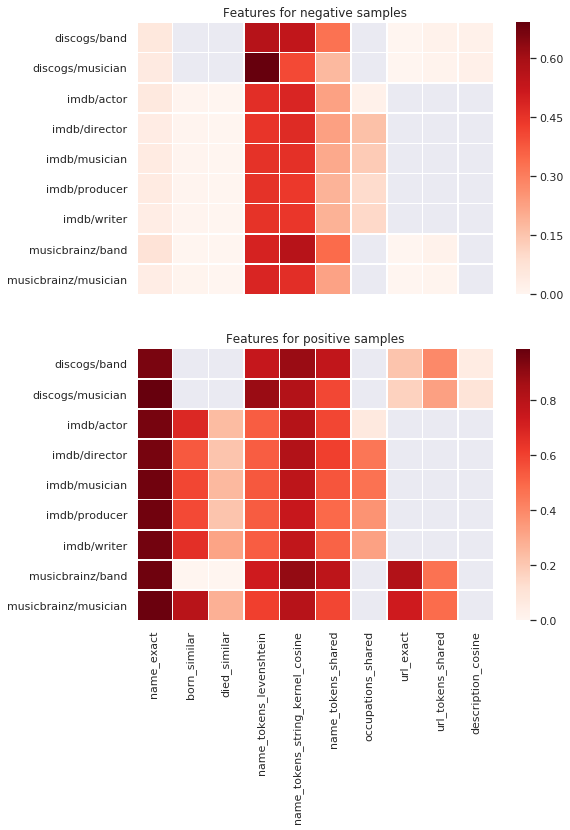 Features for negative samples
discogs/band
discogs/musician
imdb/actor
imdb/director
imdb/musician
imdb/producer
imdb/writer
musicbrainz/band
musicbrainz/musician
0.60
0.45
0.30
0.15
0.00
Features for positive samples
discogs/band
discogs/musician
imdb/actor
imdb/director
imdb/musician
imdb/producer
imdb/writer
musicbrainz/band
musicbrainz/musician
0.8
0.6
0.4
0.2
0.0
name_exact
born_similar
died_similar
name_tokens_levenshtein
name_tokens_string_kernel_cosine
name_tokens_shared
occupations_shared
url_exact
url_tokens_shared
description_cosine